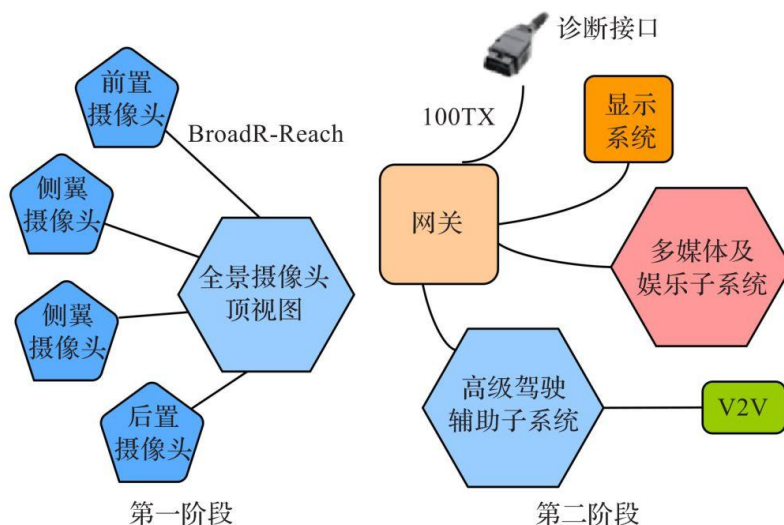 前置
摄像头
BroadR-Reach
侧翼
摄像头
全景摄像头
顶视图
侧翼
摄像头
后置
摄像头
第一阶段
诊断接口
100TX
显示
系统
网关
多媒体及
娱乐子系统
高级驾驶
辅助子系统
V2V
第二阶段